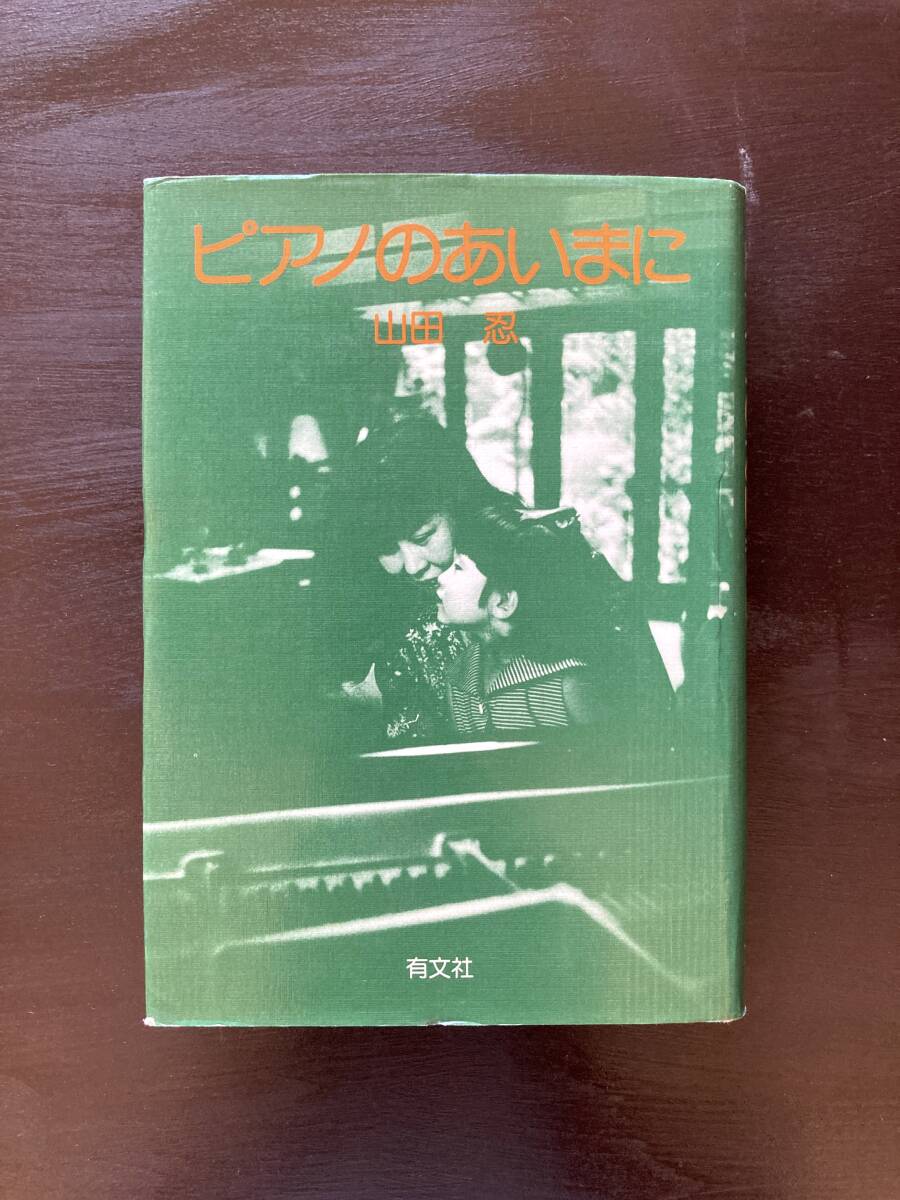 ピアノのあいまに
山田　忍
有文社